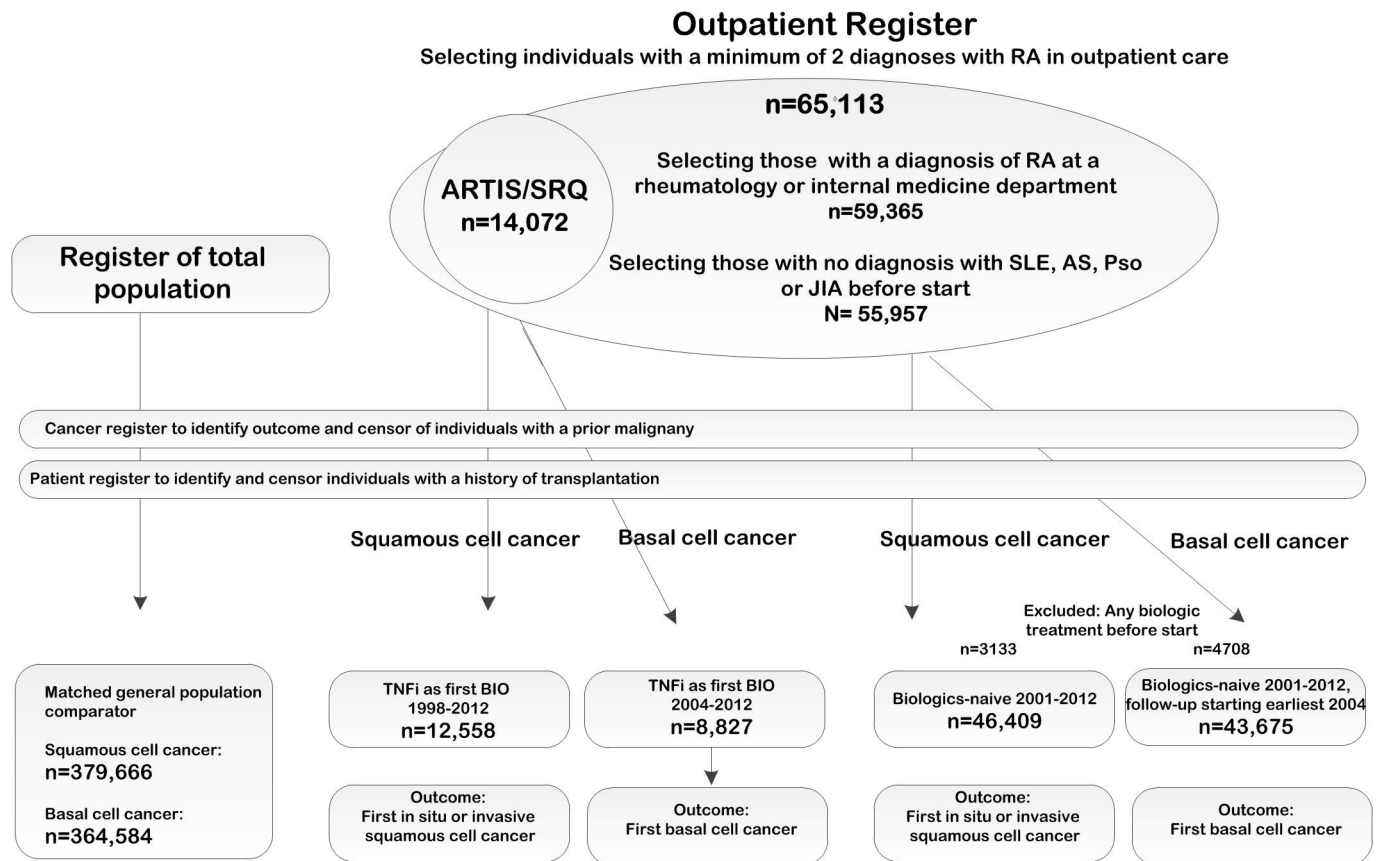 Outpatient Register
Selecting individuals with a minimum of 2 diagnoses with RA in outpatient care
n=65,113
Selecting those with a diagnosis of RA at a
rheumatology or internal medicine department
n=59,365
ARTIS/SRQ
n=14,072
Selecting those with no diagnosis with SLE, AS, Pso
or JIA before start
N= 55,957
Register of total
population
Cancer register to identify outcome and censor of individuals with a prior malignany
Patient register to identify and censor individuals with a history of transplantation
Squamous cell cancer
Basal cell cancer
Squamous cell cancer
Basal cell cancer
Excluded: Any biologic
treatment before start
n=3133
n=4708
Matched general population
comparator
Squamous cell cancer:
n=379,666
Basal cell cancer:
n=364,584
TNFi as first BIO
1998-2012
n=12,558
TNFi as first BIO
2004-2012
n=8,827
Biologics-naive 2001-2012
n=46,409
Biologics-naive 2001-2012,
follow-up starting earliest 2004
n=43,675
Outcome:
First in situ or invasive
squamous cell cancer
Outcome:
First basal cell cancer
Outcome:
First in situ or invasive
squamous cell cancer
Outcome:
First basal cell cancer